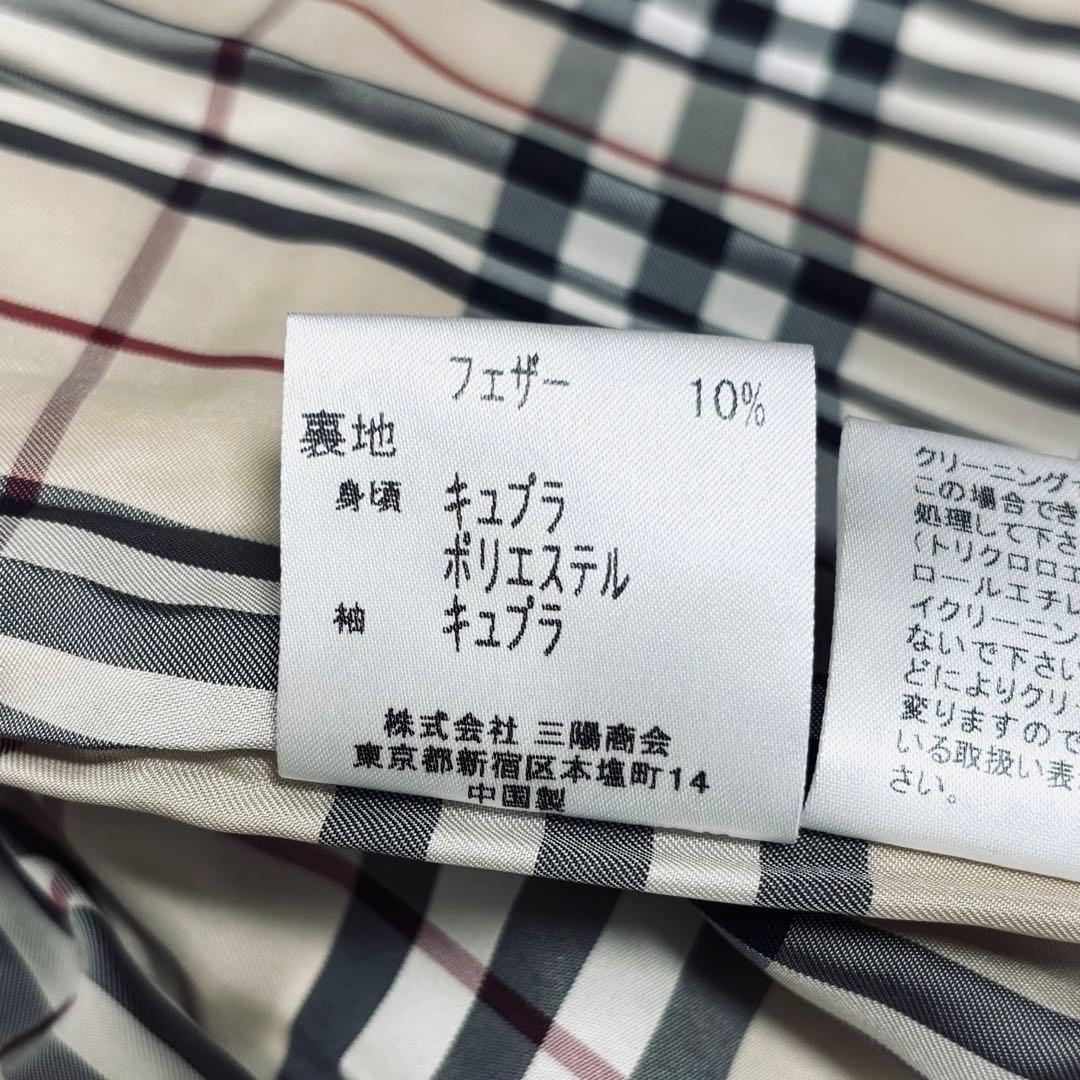 フェザー 10%
裏地
身頃 キュプラ
ポリエステル
袖 キュプラ
株式会社 三陽商会
東京都新宿区本塩町14
中国製
クリーニング
この場合でき
処理して下さ
(トリクロロエ
ロールエチレ
イクリーニン
ないで下さい
どによりクリ
変りますので
いる取扱い表
さい。